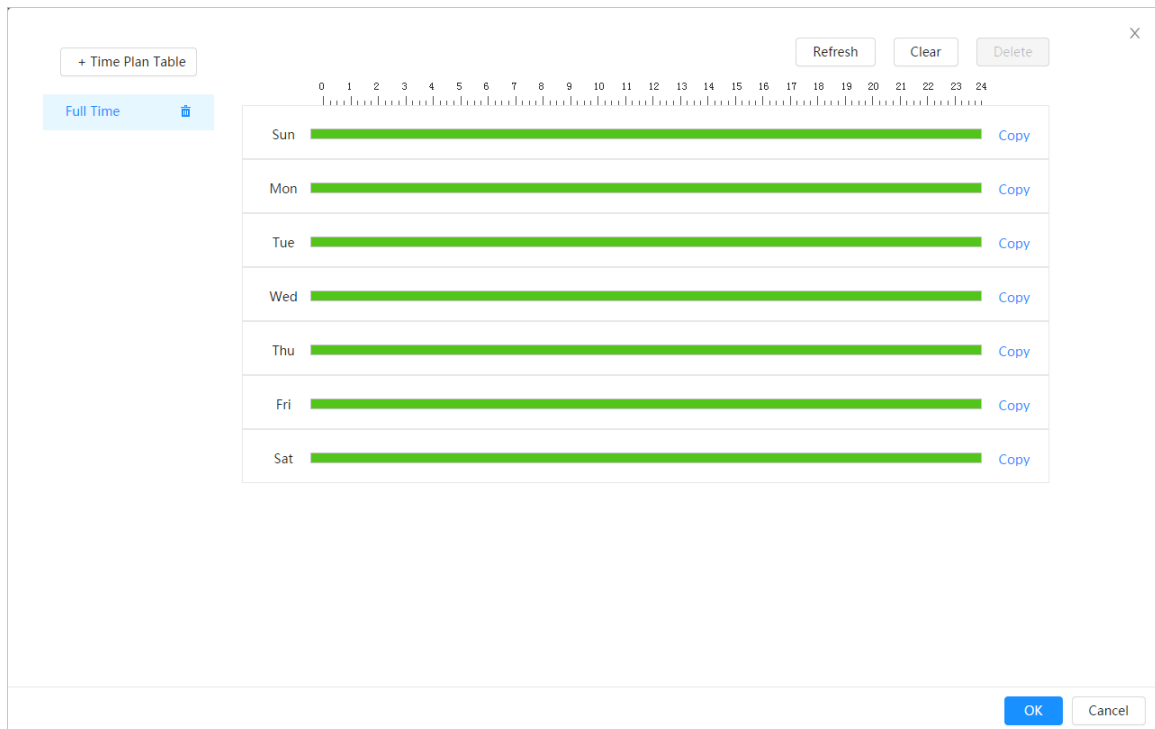 + Time Plan Table
Refresh
Clear
Delete
Full Time
0 1 2 3 4 5 6 7 8 9 10 11 12 13 14 15 16 17 18 19 20 21 22 23 24
Sun Copy
Mon Copy
Tue Copy
Wed Copy
Thu Copy
Fri Copy
Sat Copy
OK
Cancel